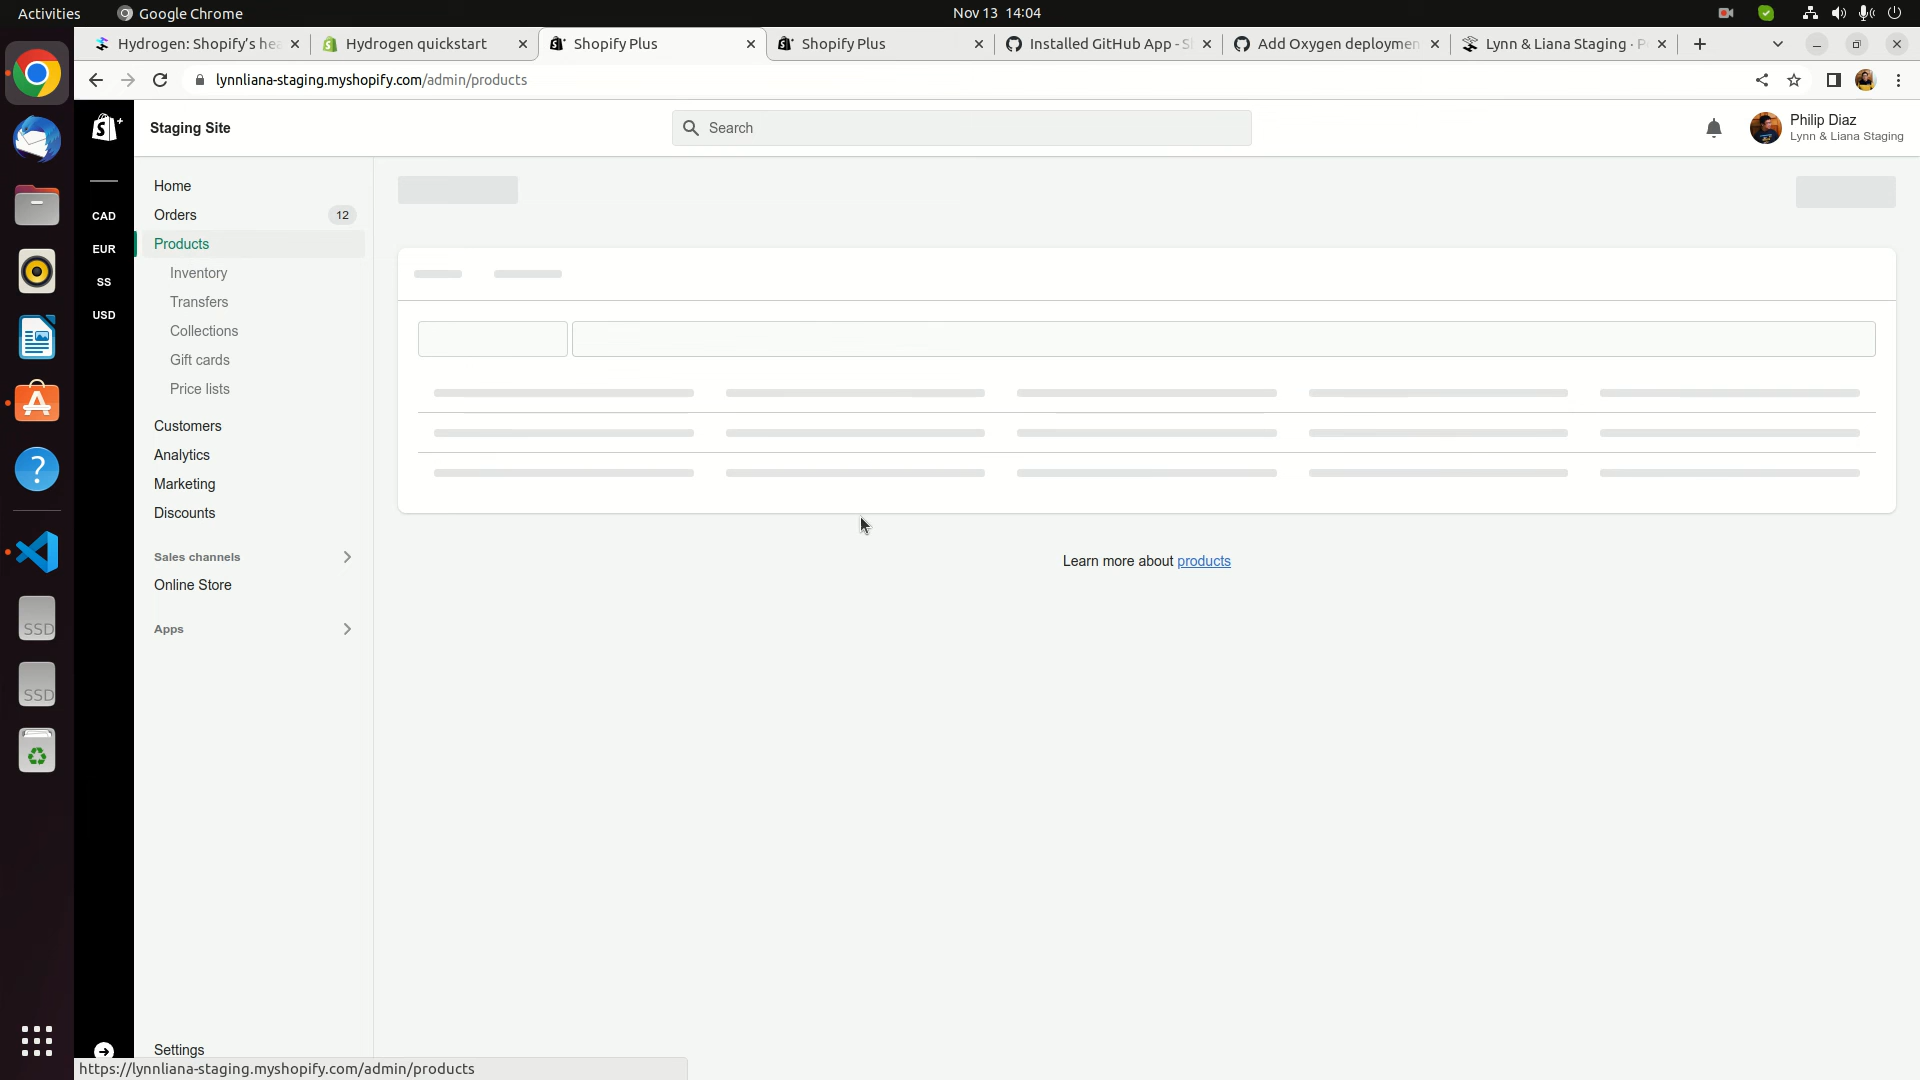 Activities
Google Chrome
Nov 13 14:04
Hydrogen: Shopify's he
Hydrogen quickstart
Shopify Plus
Shopify Plus
Installed GitHub App - S
Add Oxygen deploymen
Lynn & Liana Staging · P
lynnliana-staging.myshopify.com/admin/products
Staging Site
Search
Philip Diaz
Lynn & Liana Staging
CAD
EUR
SS
USD
Home
Orders
12
Products
Inventory
Transfers
Collections
Gift cards
Price lists
Customers
Analytics
Marketing
Discounts
Sales channels
Online Store
Apps
Settings
Learn more about products
SSD
SSD
https://lynnliana-staging.myshopify.com/admin/products